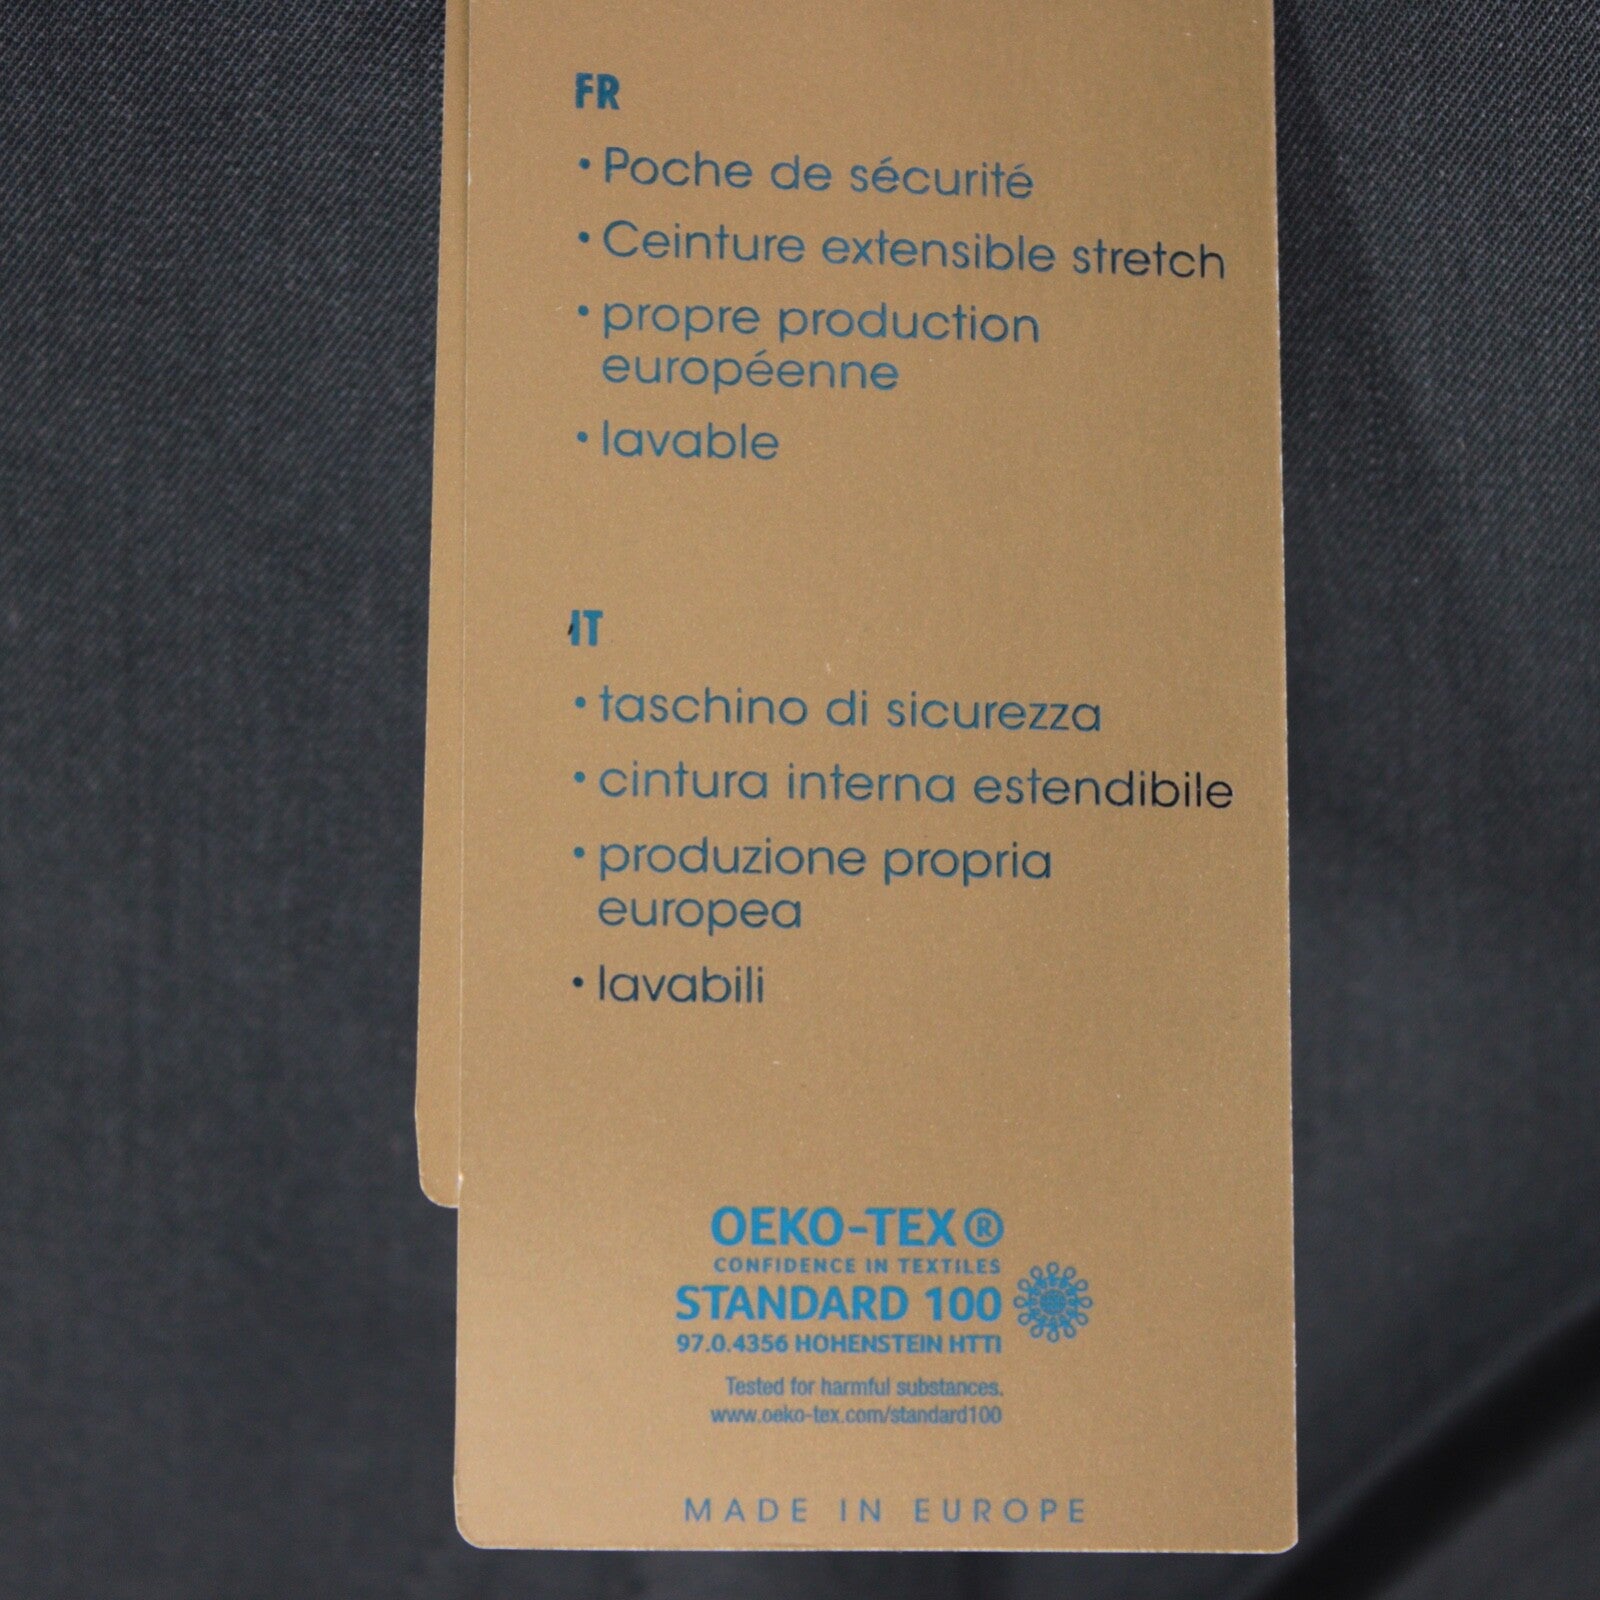 FR
• Poche de sécurité
• Ceinture extensible stretch
• propre production
européenne
• lavable
IT
• taschino di sicurezza
• cintura interna estendibile
• produzione propria
europea
• lavabili
OEKO-TEX®
CONFIDENCE IN TEXTILES
STANDARD 100
97.0.4356 HOHENSTEIN HTTI
Tested for harmful substances.
www.oeko-tex.com/standard100
MADE IN EUROPE